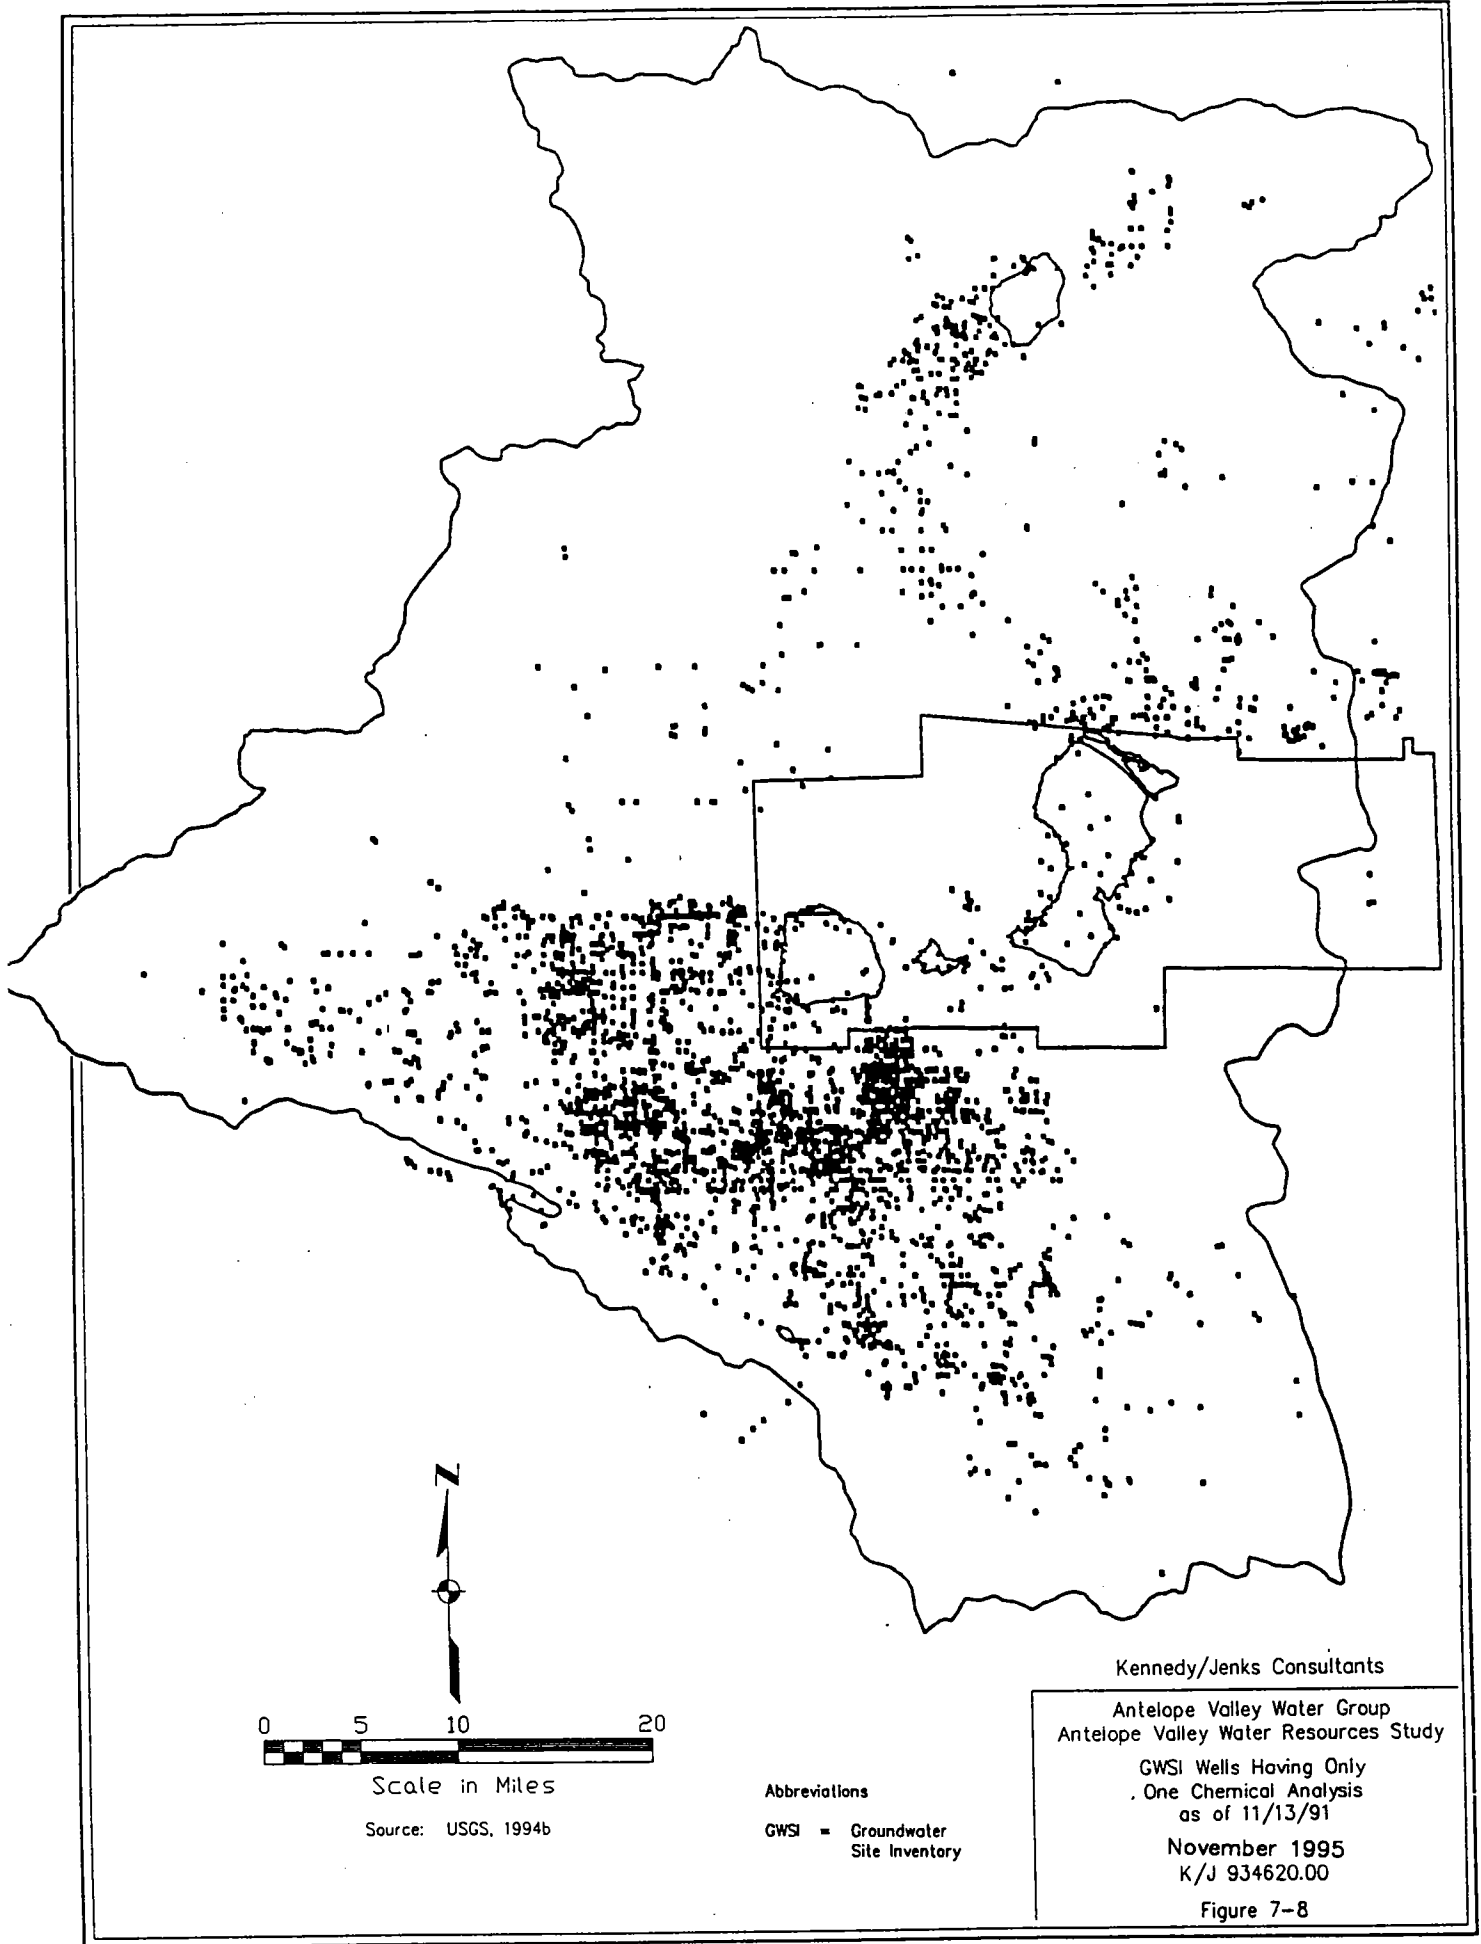 N
0 5 10 20
Scale in Miles
Source: USGS, 1994b
Abbreviations
GWSI = Groundwater
Site Inventory
Kennedy/Jenks Consultants
Antelope Valley Water Group
Antelope Valley Water Resources Study
GWSI Wells Having Only
One Chemical Analysis
as of 11/13/91
November 1995
K/J 934620.00
Figure 7-8